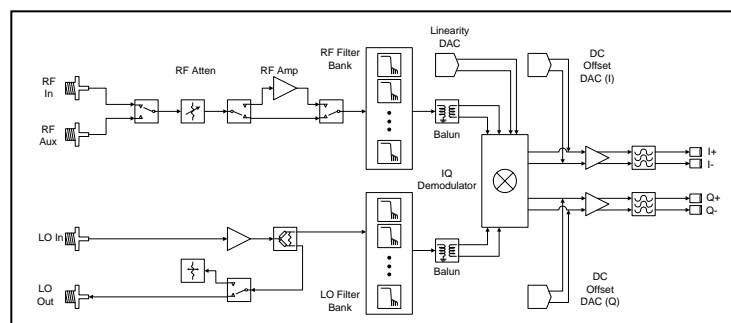 RF
In
RF
Aux
RF Atten
RF Amp
RF Filter
Bank
Linearity
DAC
DC
Offset
DAC (I)
Balun
IQ
Demodulator
I+
I-
Q+
Q-
LO In
LO
Out
LO Filter
Bank
Balun
DC
Offset
DAC (Q)